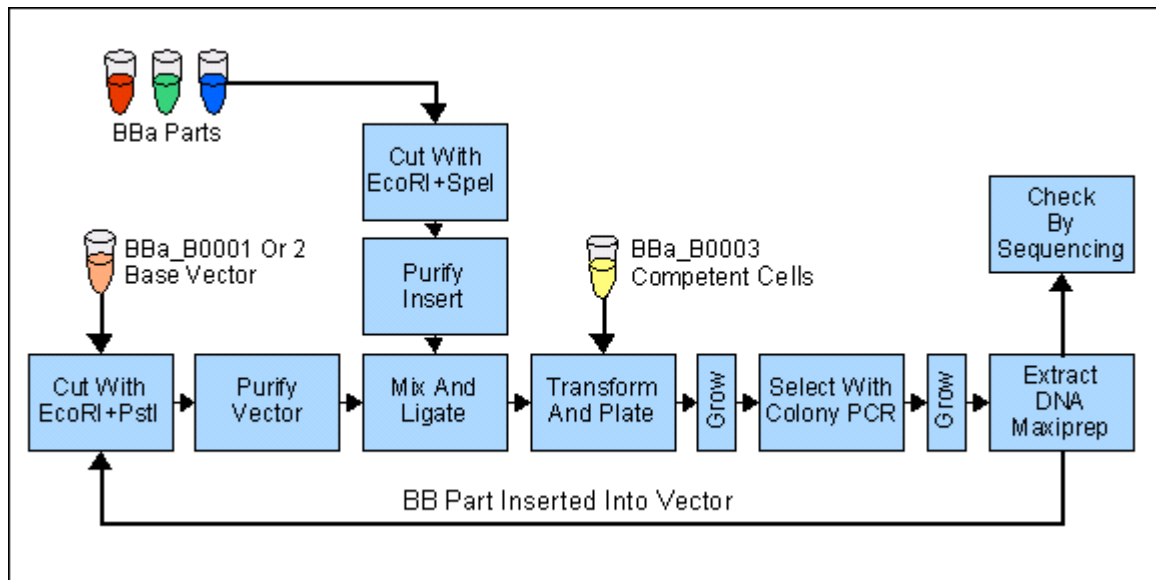 BBa Parts
Cut With
EcoRI+SpeI
Check
By
Sequencing
BBa_B0001 Or 2
Base Vector
Purify
Insert
BBa_B0003
Competent Cells
Cut With
EcoRI+PstI
Purify
Vector
Mix And
Ligate
Transform
And Plate
Grow
Select With
Colony PCR
Grow
Extract
DNA
Maxiprep
BB Part Inserted Into Vector